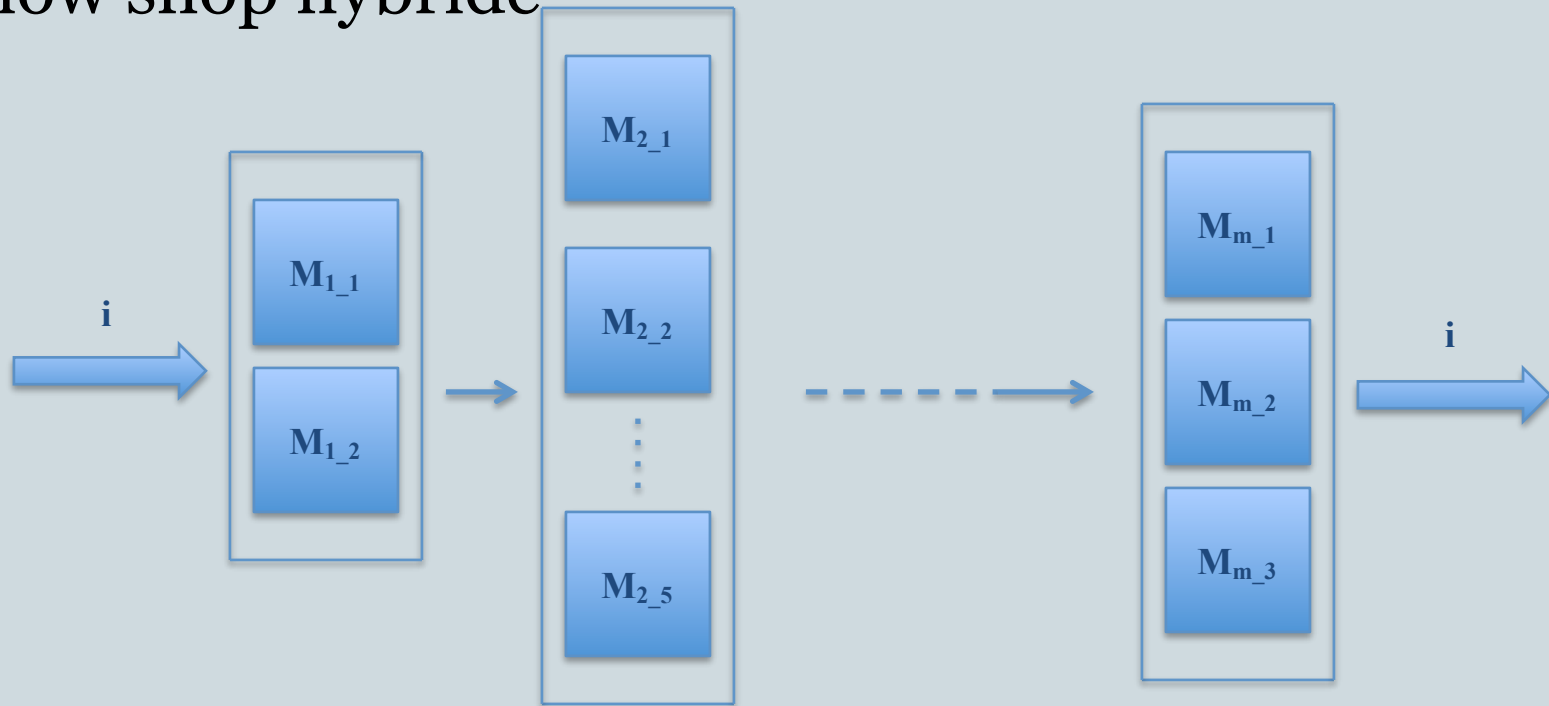 low shop hybride
i
M1_1
M1_2
M2_1
M2_2
M2_5
Mm_1
Mm_2
Mm_3
i